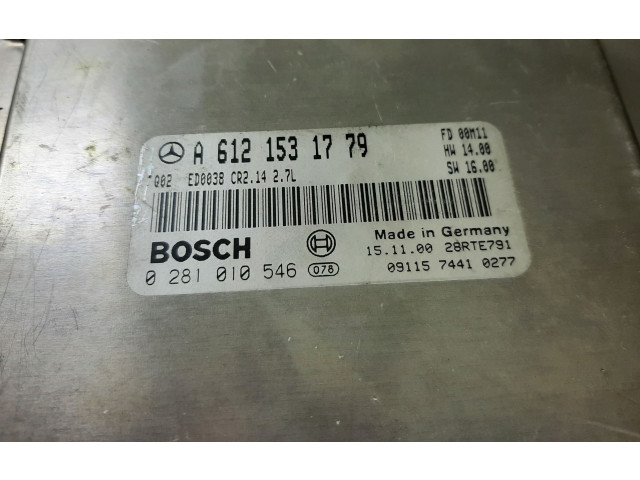 A 612 153 17 79
FD 00M11
HW 14.00
SW 16.00
Q02 ED0038 CR2.14 2.7L
BOSCH
Made in Germany
15.11.00 28RTE791
0 281 010 546 078
09115 7441 0277